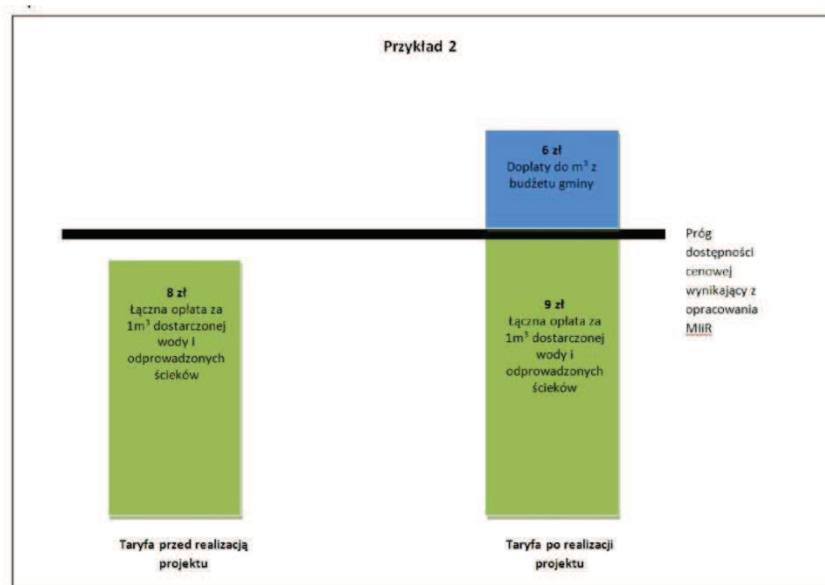 Przykład 2
6 zł
Dopłaty do m³ z
budżetu gminy
Próg
dostępności
cenowej
wynikający z
opracowania
MIiR
8 zł
Łączna opłata za
1m³ dostarczonej
wody i
odprowadzonych
ścieków
9 zł
Łączna opłata za
1m³ dostarczonej
wody i
odprowadzonych
ścieków
Taryfa przed realizacją
projektu
Taryfa po realizacji
projektu